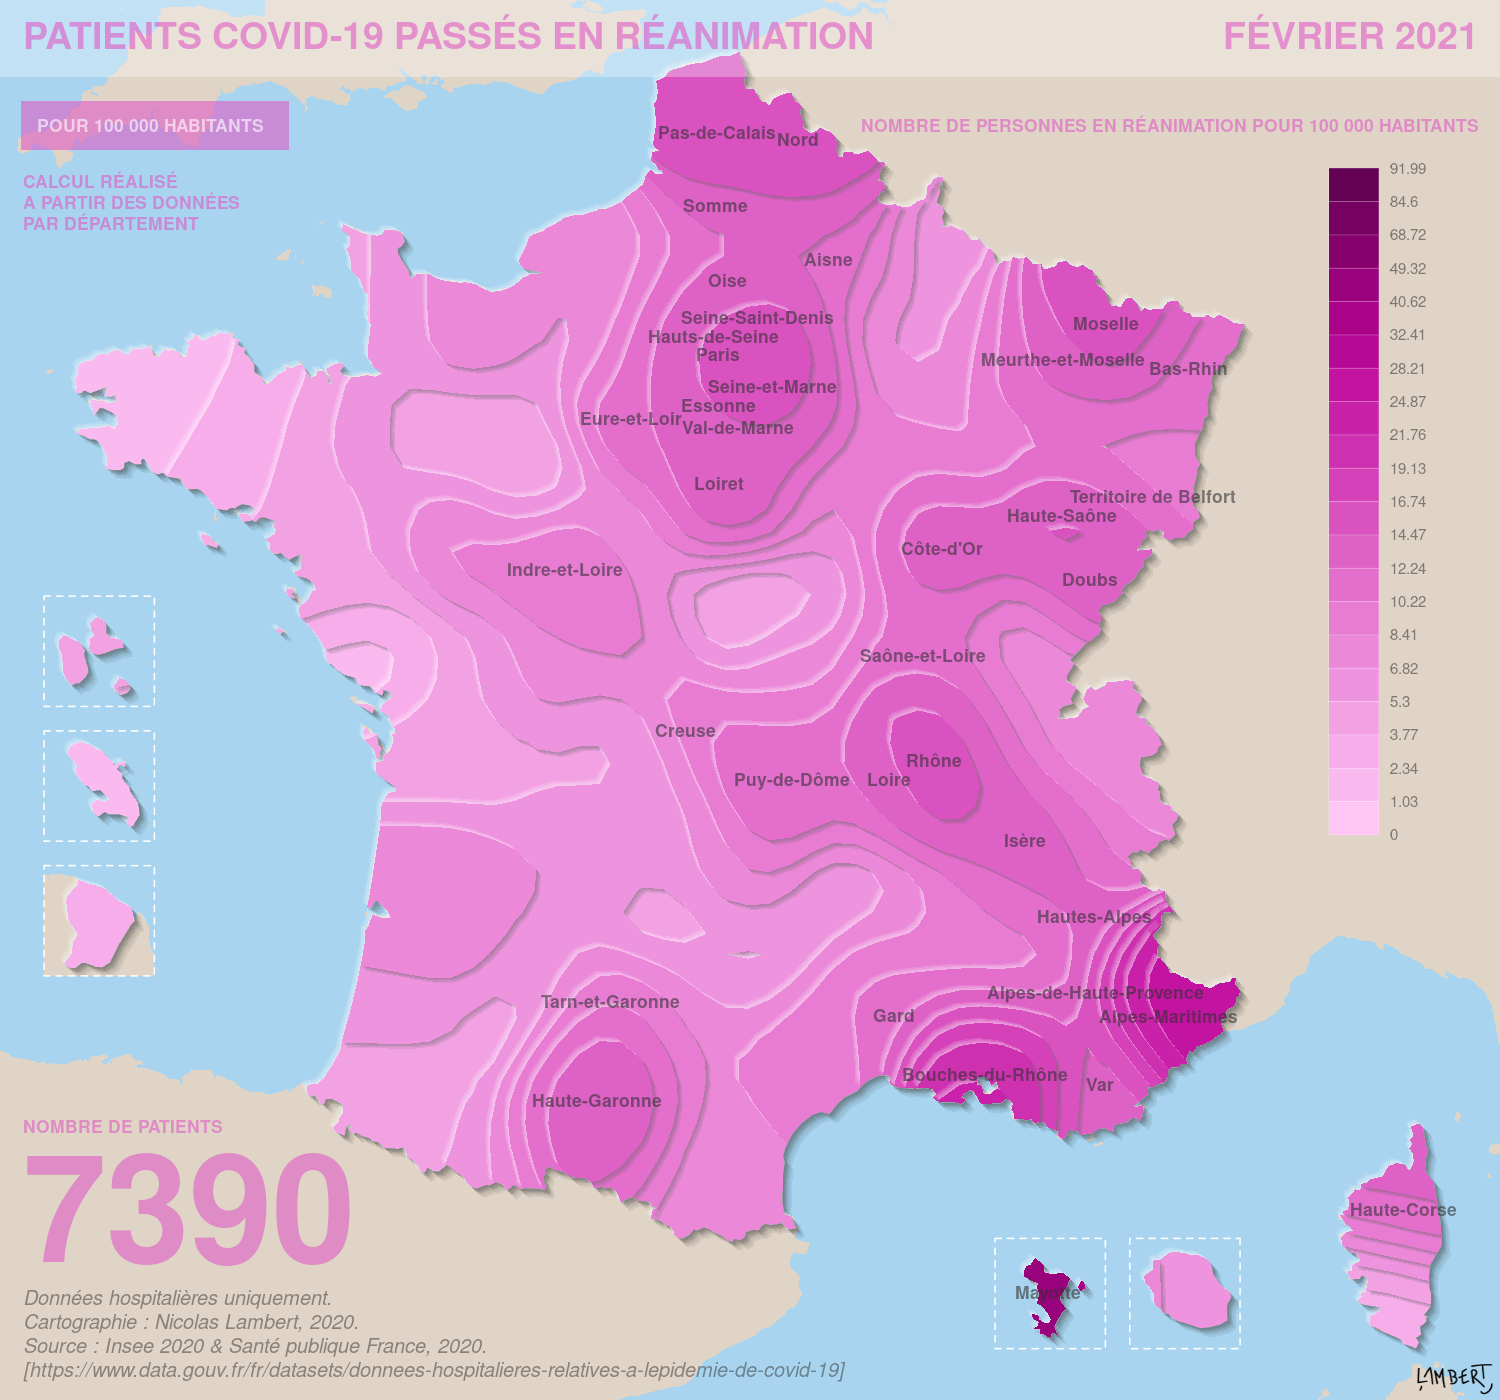 PATIENTS COVID-19 PASSÉS EN RÉANIMATION
FÉVRIER 2021
POUR 100 000 HABITANTS
CALCUL RÉALISÉ
A PARTIR DES DONNÉES
PAR DÉPARTEMENT
NOMBRE DE PERSONNES EN RÉANIMATION POUR 100 000 HABITANTS
91.99
84.6
68.72
49.32
40.62
32.41
28.21
24.87
21.76
19.13
16.74
14.47
12.24
10.22
8.41
6.82
5.3
3.77
2.34
1.03
0
Pas-de-Calais
Nord
Somme
Aisne
Oise
Seine-Saint-Denis
Hauts-de-Seine
Paris
Seine-et-Marne
Essonne
Eure-et-Loir
Val-de-Marne
Loiret
Moselle
Meurthe-et-Moselle
Bas-Rhin
Territoire de Belfort
Haute-Saône
Côte-d'Or
Doubs
Indre-et-Loire
Saône-et-Loire
Creuse
Puy-de-Dôme
Loire
Rhône
Isère
Hautes-Alpes
Alpes-de-Haute-Provence
Alpes-Maritimes
Gard
Bouches-du-Rhône
Var
Tarn-et-Garonne
Haute-Garonne
Haute-Corse
Mayotte
NOMBRE DE PATIENTS
7390
Données hospitalières uniquement.
Cartographie : Nicolas Lambert, 2020.
Source : Insee 2020 & Santé publique France, 2020.
[https://www.data.gouv.fr/fr/datasets/donnees-hospitalieres-relatives-a-lepidemie-de-covid-19]
LAMBERT